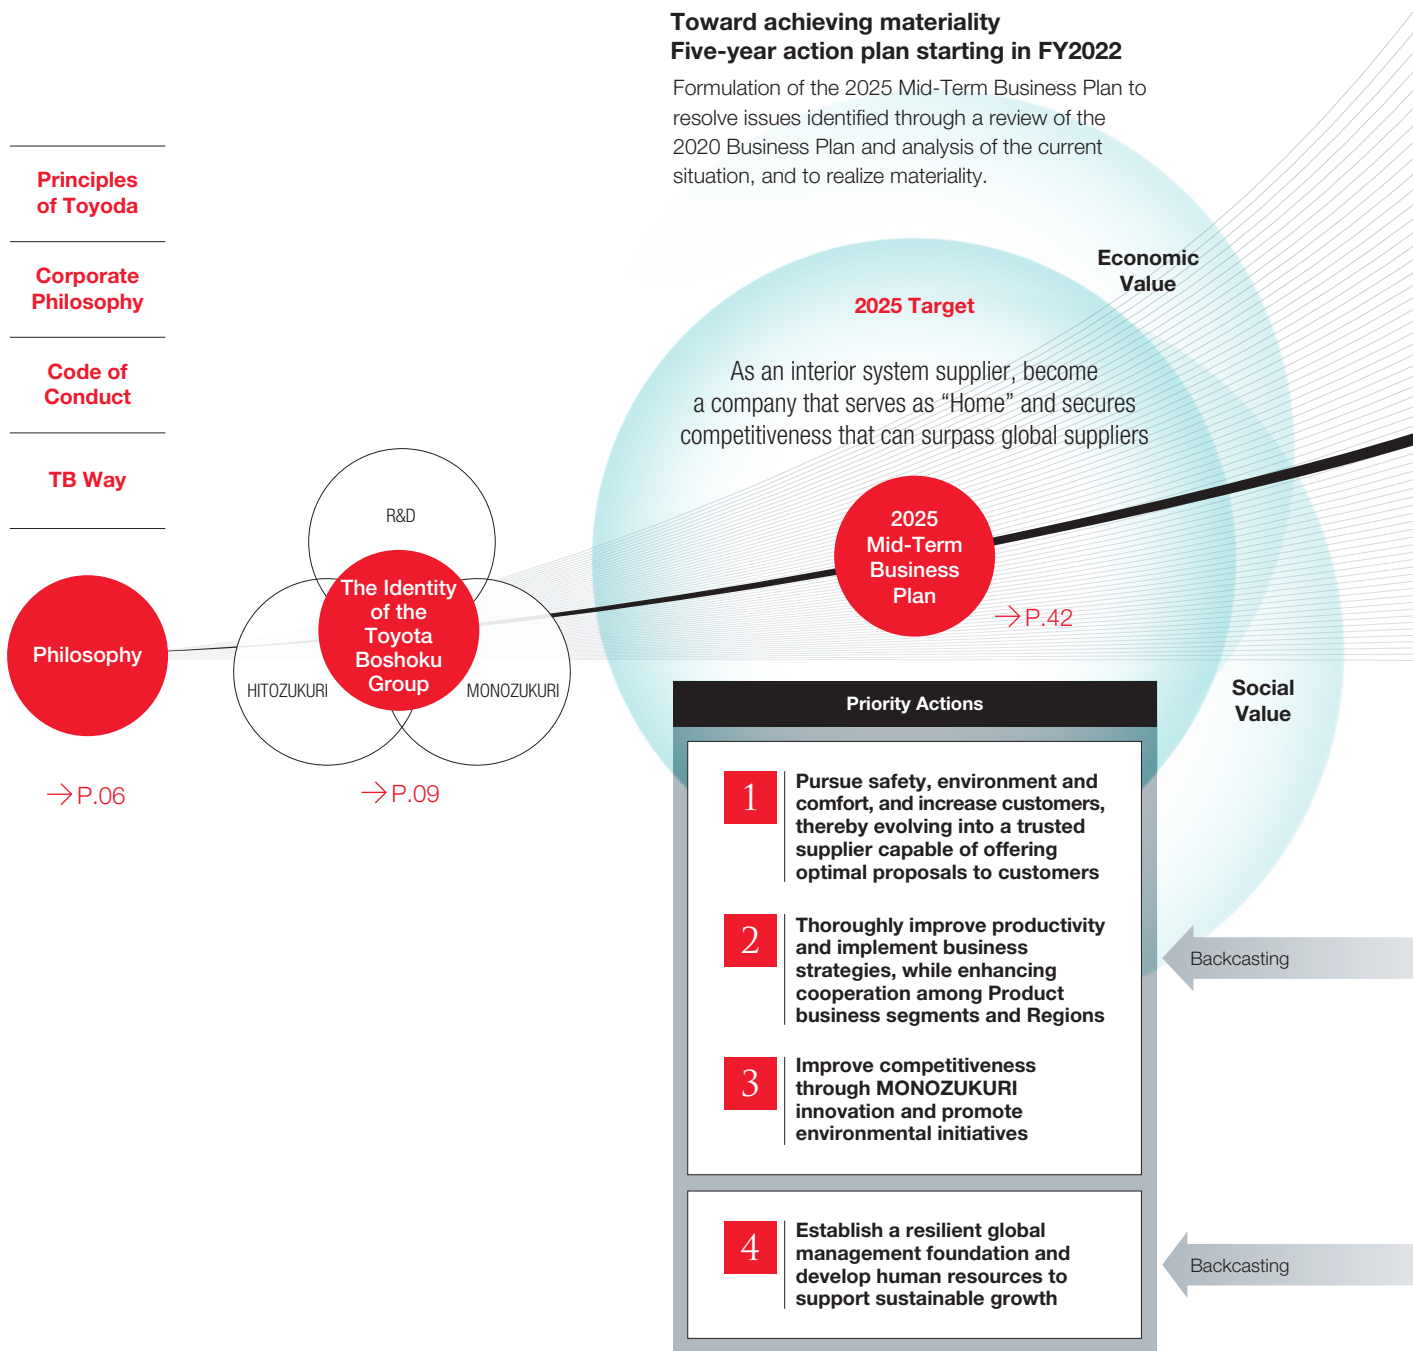 Toward achieving materiality
Five-year action plan starting in FY2022
Formulation of the 2025 Mid-Term Business Plan to
resolve issues identified through a review of the
2020 Business Plan and analysis of the current
situation, and to realize materiality.
Principles
of Toyoda
Corporate
Philosophy
Code of
Conduct
TB Way
Philosophy
→P.06
R&D
HITOZUKURI
MONOZUKURI
The Identity
of the
Toyota
Boshoku
Group
→P.09
Economic
Value
2025 Target
As an interior system supplier, become
a company that serves as “Home” and secures
competitiveness that can surpass global suppliers
2025
Mid-Term
Business
Plan
→P.42
Social
Value
Priority Actions
1
Pursue safety, environment and
comfort, and increase customers,
thereby evolving into a trusted
supplier capable of offering
optimal proposals to customers
2
Thoroughly improve productivity
and implement business
strategies, while enhancing
cooperation among Product
business segments and Regions
Backcasting
3
Improve competitiveness
through MONOZUKURI
innovation and promote
environmental initiatives
4
Establish a resilient global
management foundation and
develop human resources to
support sustainable growth
Backcasting